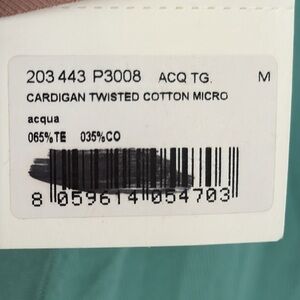 203 443 P3008 ACQ TG. M
CARDIGAN TWISTED COTTON MICRO
acqua
065%TE 035%CO
8 059614 054703